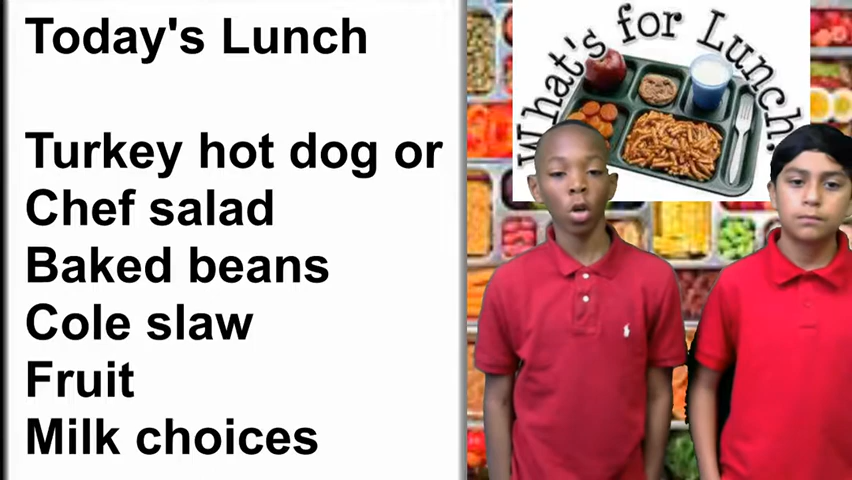 Today's Lunch
Turkey hot dog or
Chef salad
Baked beans
Cole slaw
Fruit
Milk choices
What's for Lunch?